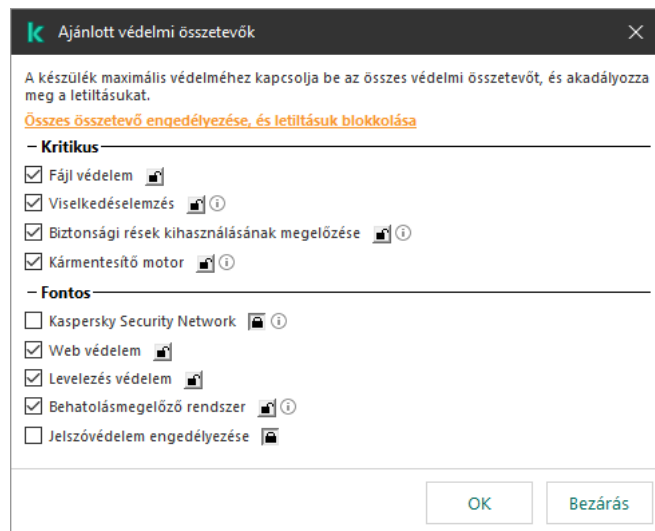 Ajánlott védelmi összetevők
A készülék maximális védelméhez kapcsolja be az összes védelmi összetevőt, és akadályozza
meg a letiltásukat.
Összes összetevő engedélyezése, és letiltásuk blokkolása
– Kritikus
Fájl védelem
Viselkedéselemzés
Biztonsági rések kihasználásának megelőzése
Kármentesítő motor
– Fontos
Kaspersky Security Network
Web védelem
Levelezés védelem
Behatolásmegelőző rendszer
Jelszóvédelem engedélyezése
OK Bezárás